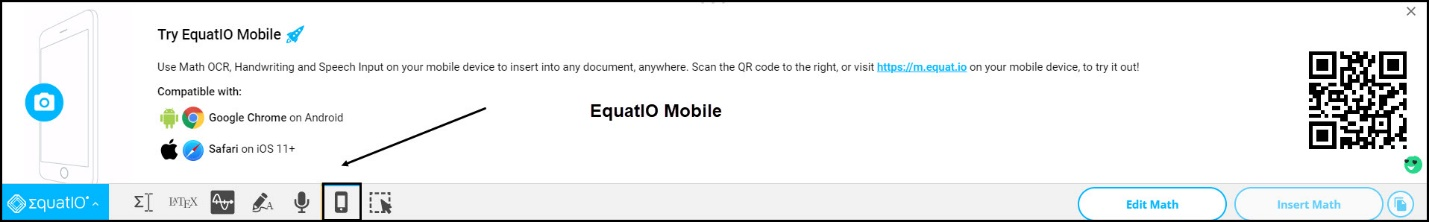 Try EquatIO Mobile
Use Math OCR, Handwriting and Speech Input on your mobile device to insert into any document, anywhere. Scan the QR code to the right, or visit https://m.equat.io on your mobile device, to try it out!
Compatible with:
EquatIO Mobile
Google Chrome on Android
Safari on iOS 11+
ΣquatIO
Σ
LATEX
A
Edit Math
Insert Math